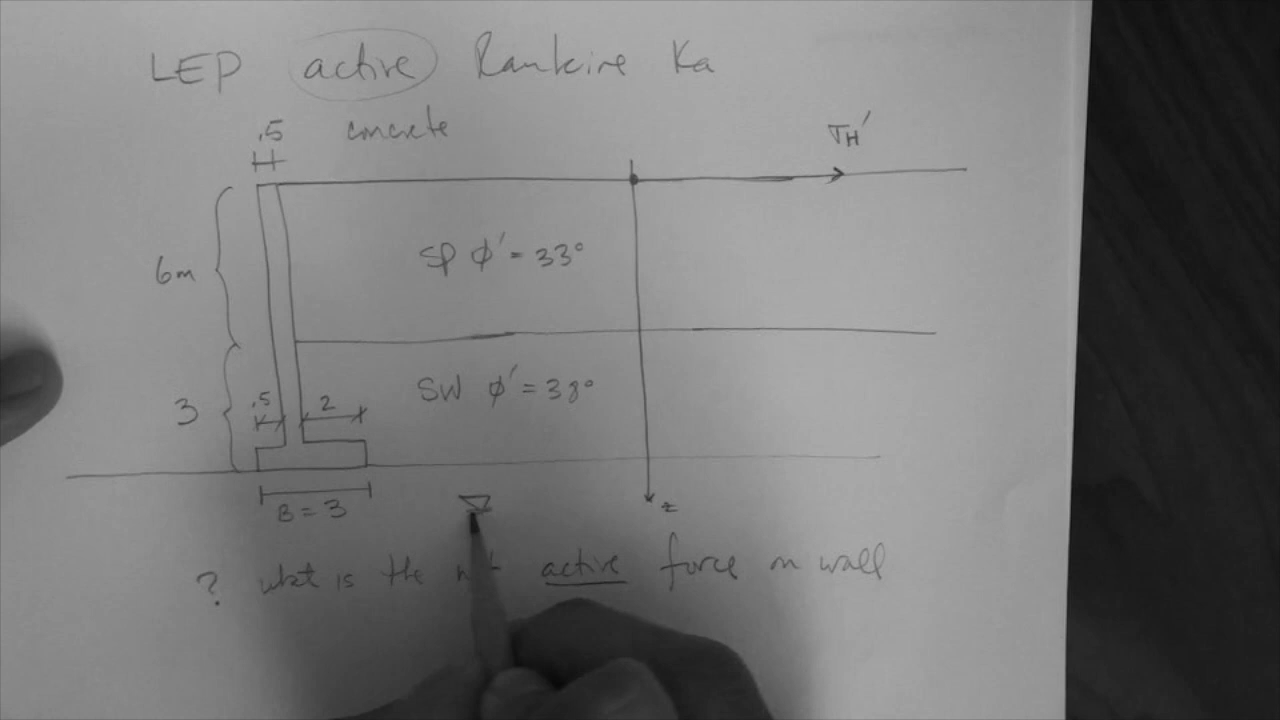 LEP active Rankine Ka
.5 concrete
σH'
6m SP φ' = 33°
3 .5 2 SW φ' = 38°
B = 3
z
? what is the net active force on wall